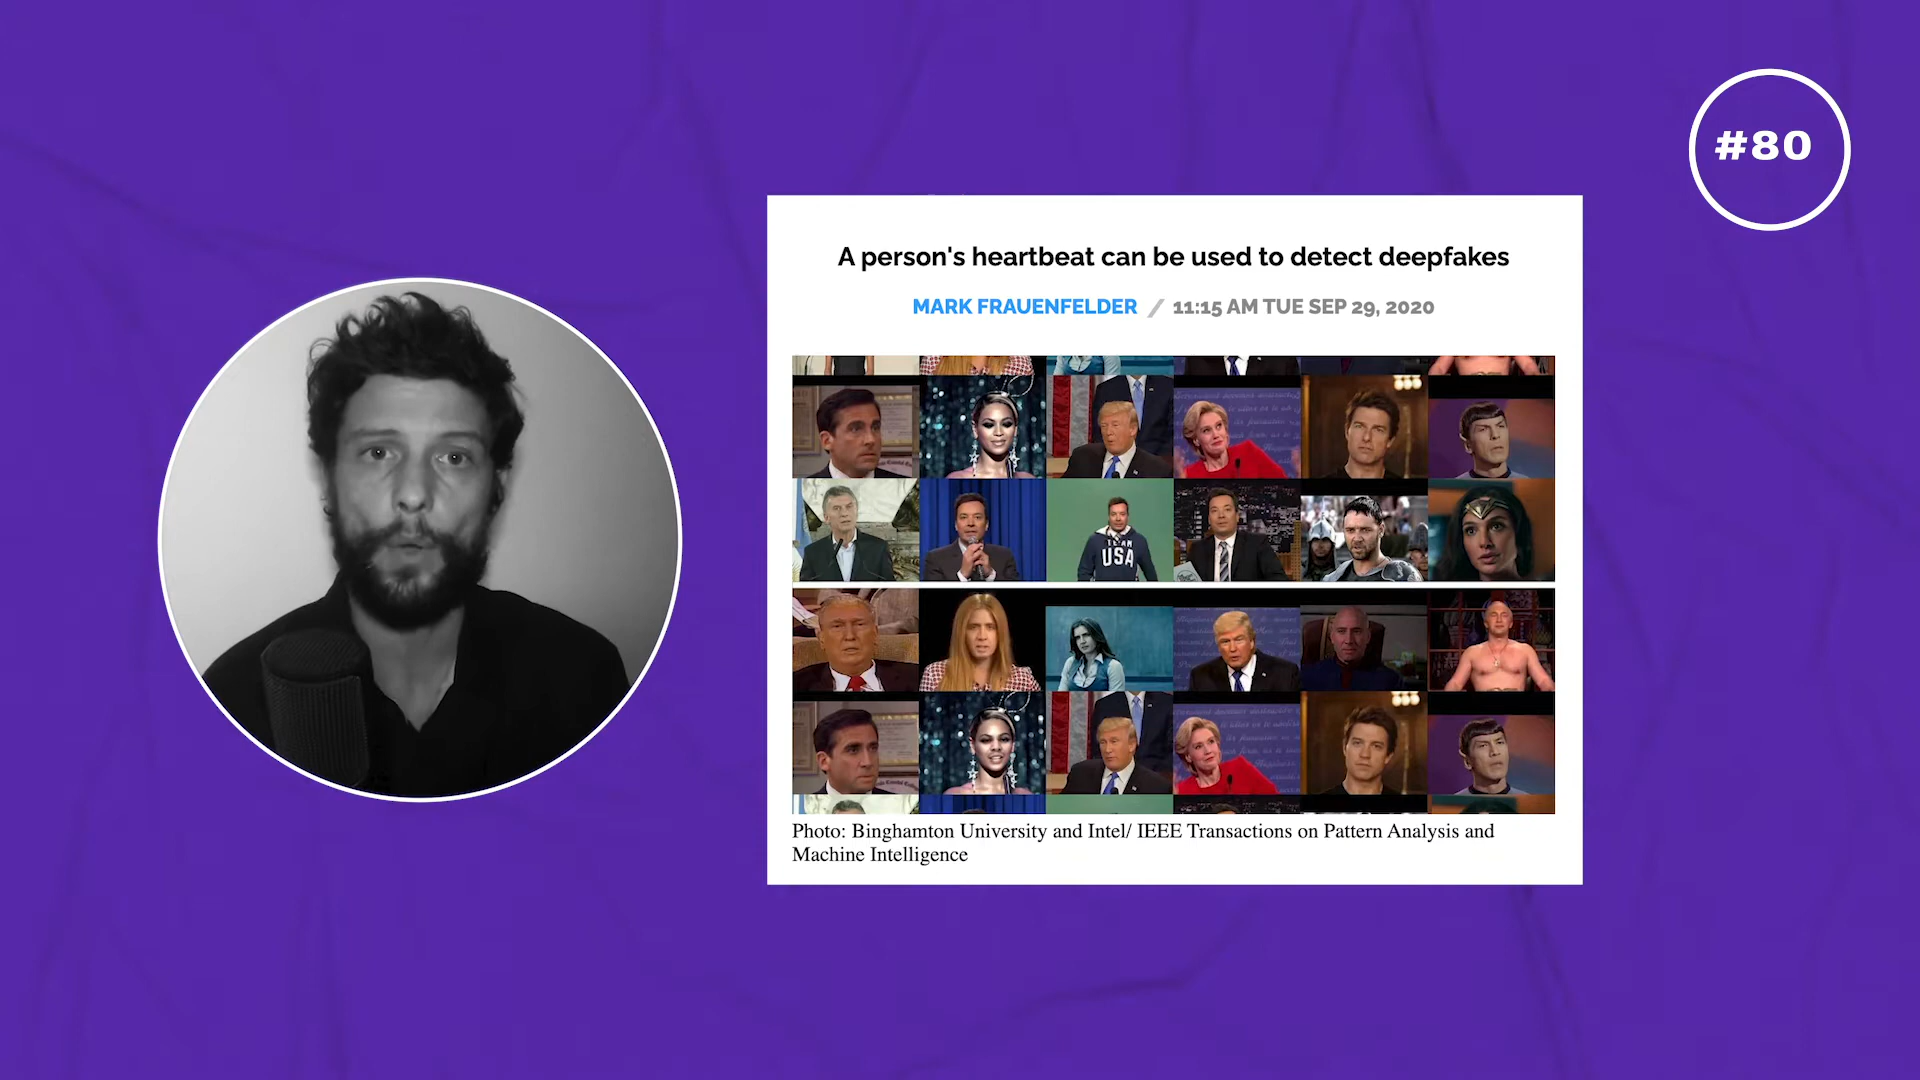 #80
A person's heartbeat can be used to detect deepfakes
MARK FRAUENFELDER / 11:15 AM TUE SEP 29, 2020
USA
Photo: Binghamton University and Intel/ IEEE Transactions on Pattern Analysis and
Machine Intelligence